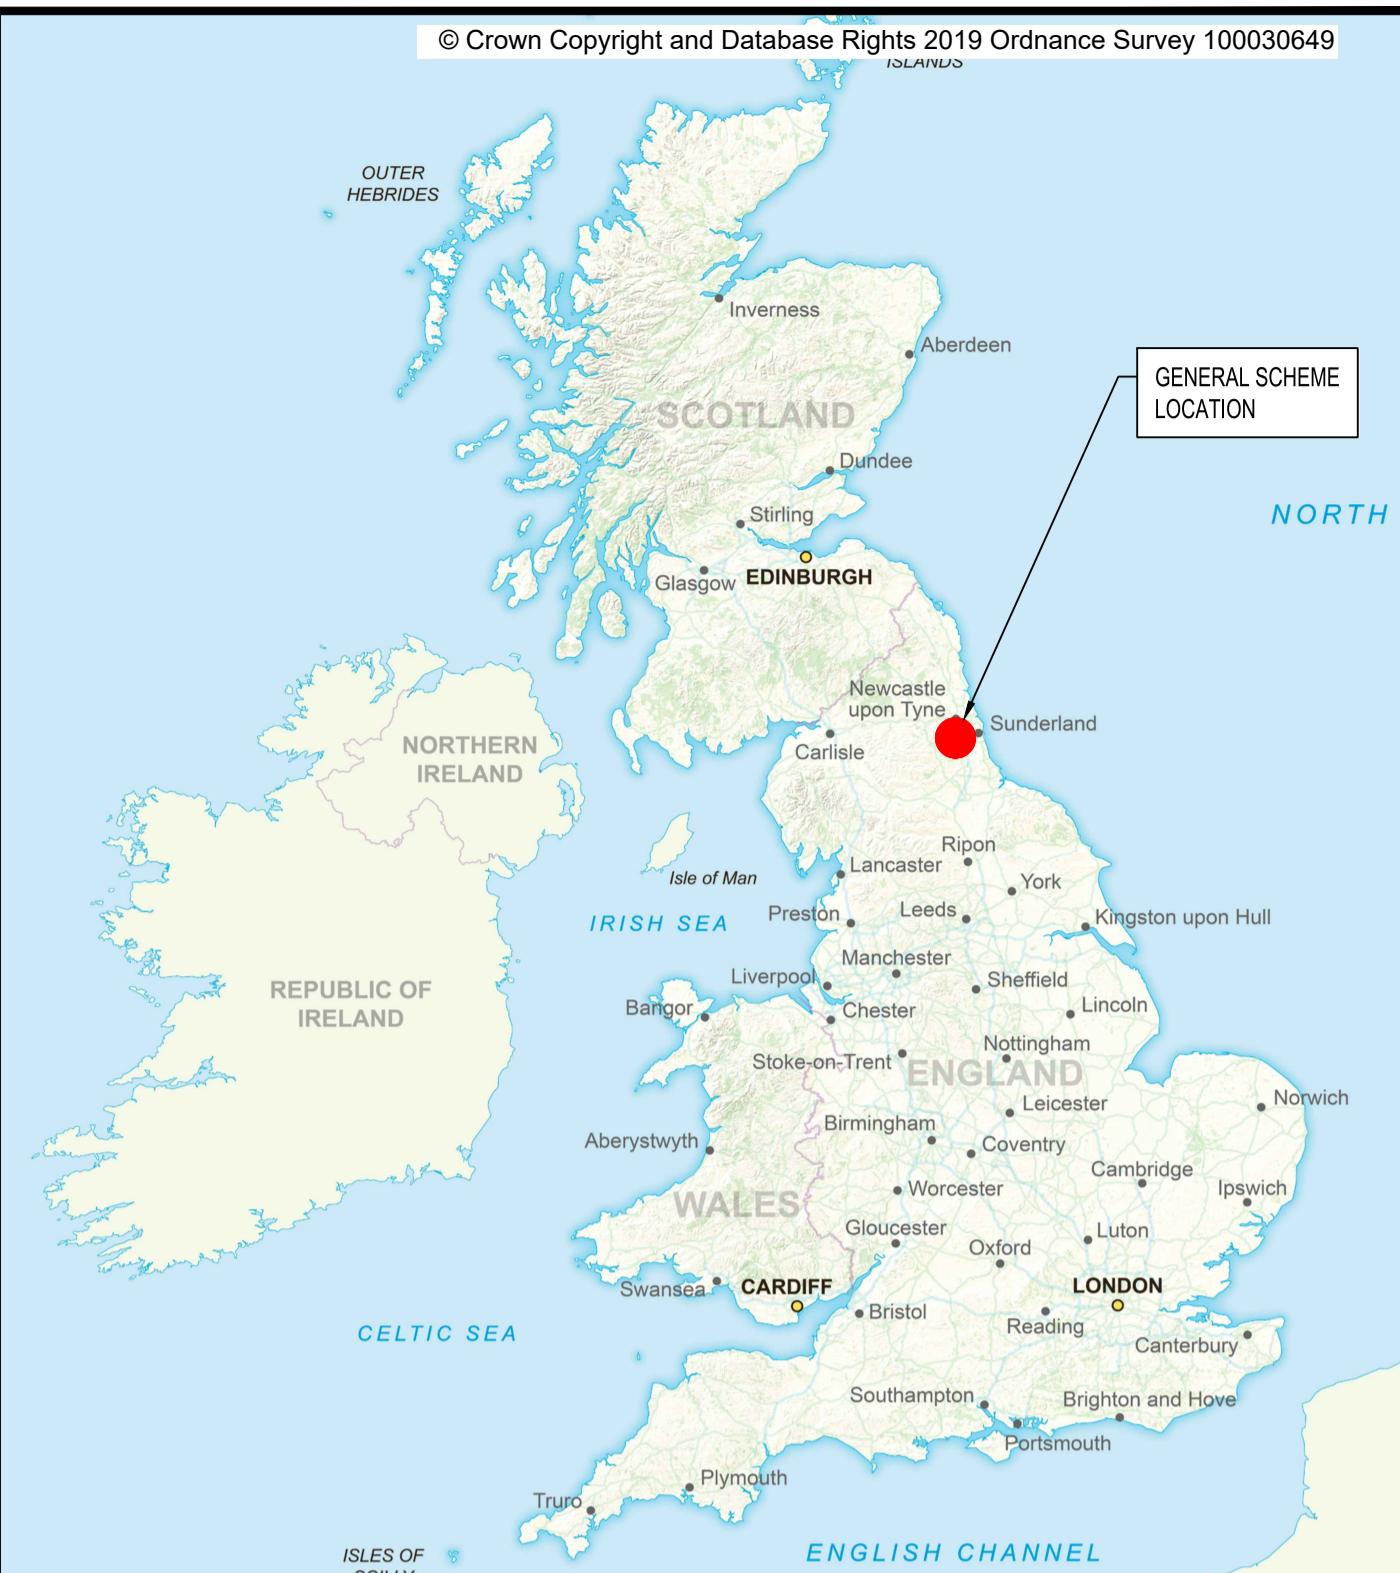 © Crown Copyright and Database Rights 2019 Ordnance Survey 100030649
ISLANDS
OUTER
HEBRIDES
Inverness
Aberdeen
GENERAL SCHEME
LOCATION
SCOTLAND
Dundee
Stirling
NORTH
Glasgow
EDINBURGH
Newcastle
upon Tyne
Sunderland
Carlisle
NORTHERN
IRELAND
Ripon
Lancaster
Isle of Man
York
Preston
Leeds
Kingston upon Hull
IRISH SEA
Manchester
Liverpool
Sheffield
REPUBLIC OF
IRELAND
Bangor
Chester
Lincoln
Nottingham
Stoke-on-Trent
ENGLAND
Norwich
Leicester
Birmingham
Aberystwyth
Coventry
Cambridge
Worcester
Ipswich
WALES
Gloucester
Luton
Oxford
Swansea
CARDIFF
LONDON
Bristol
Reading
CELTIC SEA
Canterbury
Southampton
Brighton and Hove
Portsmouth
Plymouth
Truro
ISLES OF
ENGLISH CHANNEL